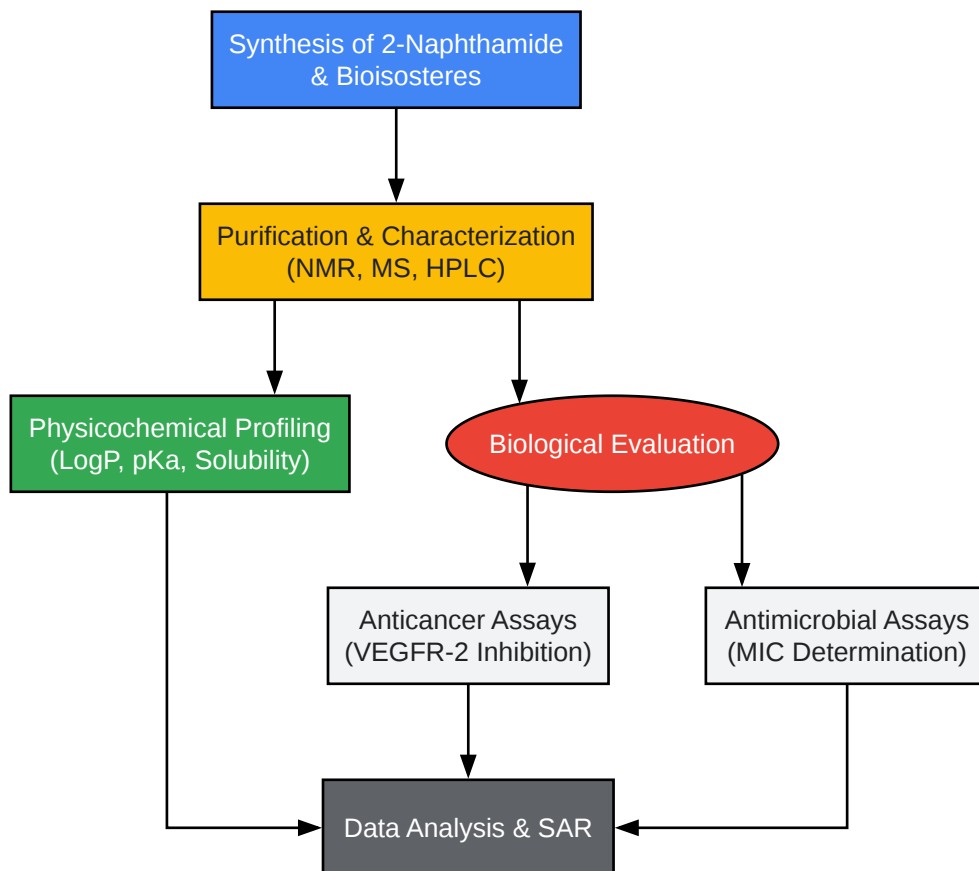 Synthesis of 2-Naphthamide
& Bioisosteres
Purification & Characterization
(NMR, MS, HPLC)
Physicochemical Profiling
(LogP, pKa, Solubility)
Biological Evaluation
Anticancer Assays
(VEGFR-2 Inhibition)
Antimicrobial Assays
(MIC Determination)
Data Analysis & SAR